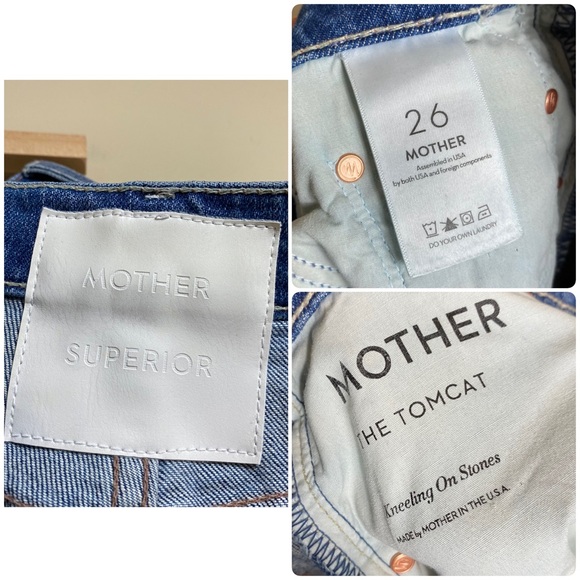 MOTHER
SUPERIOR
26
MOTHER
Assembled in USA
by both USA and foreign components
DO YOUR OWN LAUNDRY
MOTHER
THE TOMCAT
Kneeling On Stones
MADE by MOTHER IN THE U.S.A.